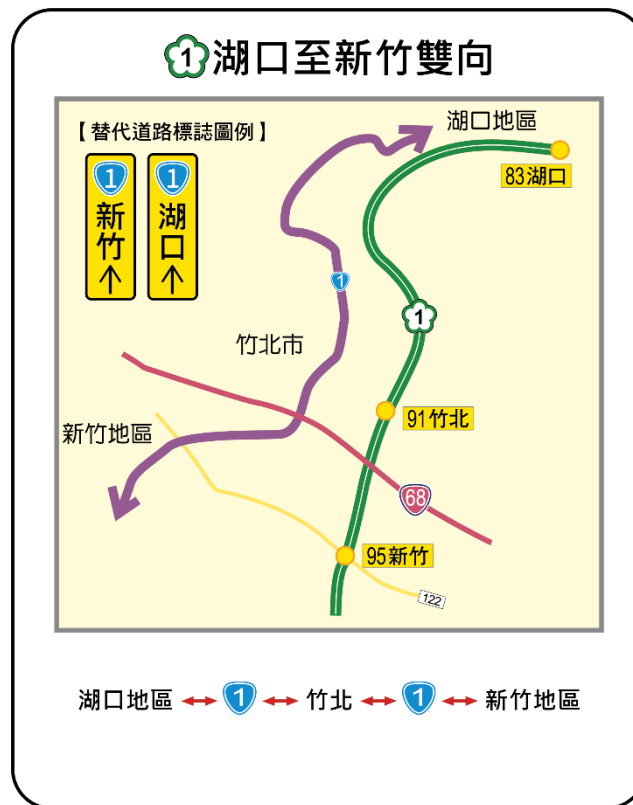 1湖口至新竹雙向
【替代道路標誌圖例】
1
新竹
↑
1
湖口
↑
湖口地區
83湖口
1
1
竹北市
91竹北
新竹地區
68
95新竹
122
湖口地區 ↔ 1 ↔ 竹北 ↔ 1 ↔ 新竹地區